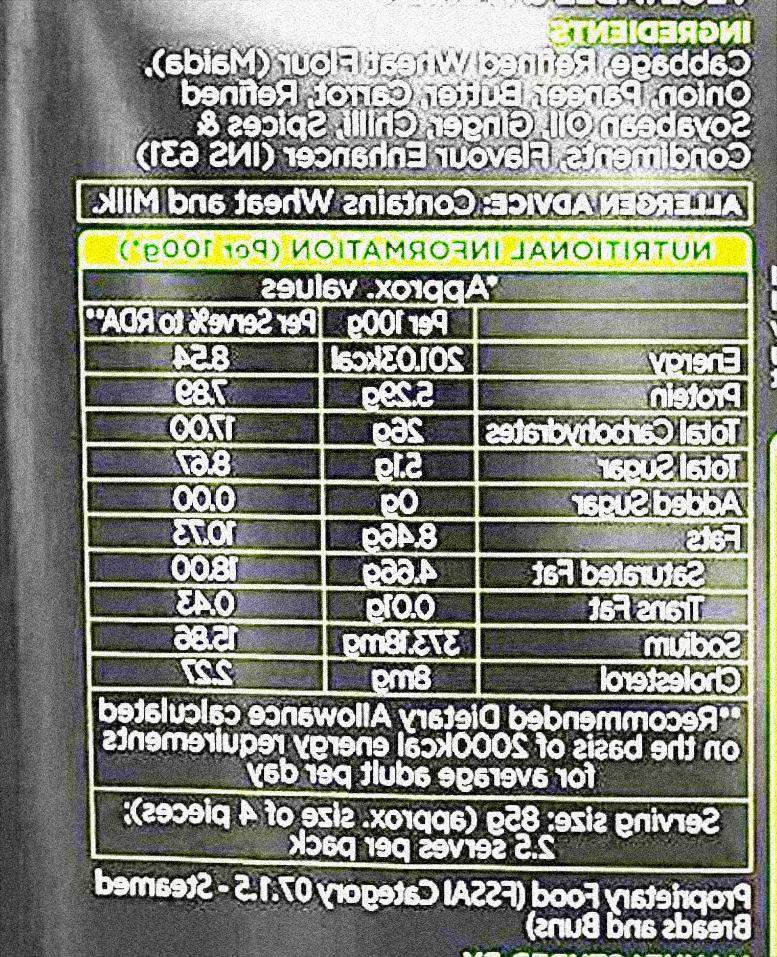 INGREDIENTS
Cabbage, Refined Wheat Flour (Maida),
Onion, Paneer, Butter, Carrot, Refined
Soyabean Oil, Ginger, Chilli, Spices &
Condiments, Flavour Enhancer (INS 631)
ALLERGEN ADVICE: Contains Wheat and Milk.
NUTRITIONAL INFORMATION (Per 100g*)
*Approx. values
Per 100g Per Serve% to RDA**
Energy 201.03kcal 8.54
Protein 5.29g 7.89
Total Carbohydrates 26g 17.00
Total Sugar 5.1g 8.67
Added Sugar 0g 0.00
Fats 8.46g 10.73
Saturated Fat 4.66g 18.00
Trans Fat 0.01g 0.43
Sodium 373.18mg 15.86
Cholesterol 8mg 2.27
**Recommended Dietary Allowance calculated
on the basis of 2000kcal energy requirements
for average adult per day
Serving size: 85g (approx. size of 4 pieces);
2.5 serves per pack
Proprietary Food (FSSAI Category 07.1.5 - Steamed
Breads and Buns)